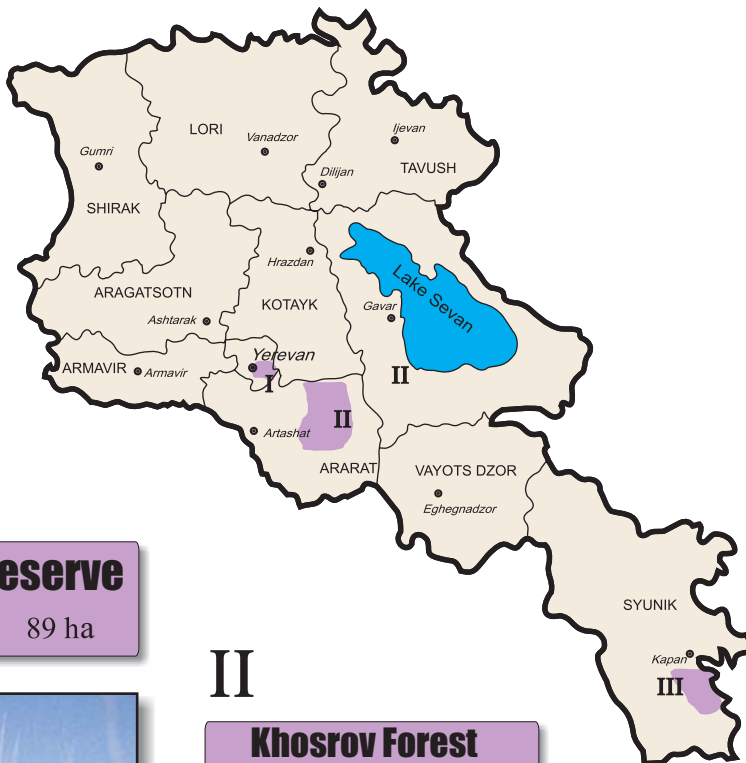 LORI
Vanadzor
Ijevan
Gumri
Dilijan
TAVUSH
SHIRAK
Hrazdan
Lake Sevan
ARAGATSOTN
KOTAYK
Gavar
Ashtarak
Yerevan
ARMAVIR
Armavir
I
II
II
Artashat
ARARAT
VAYOTS DZOR
Eghegnadzor
eserve
89 ha
SYUNIK
Kapan
III
II
Khosrov Forest